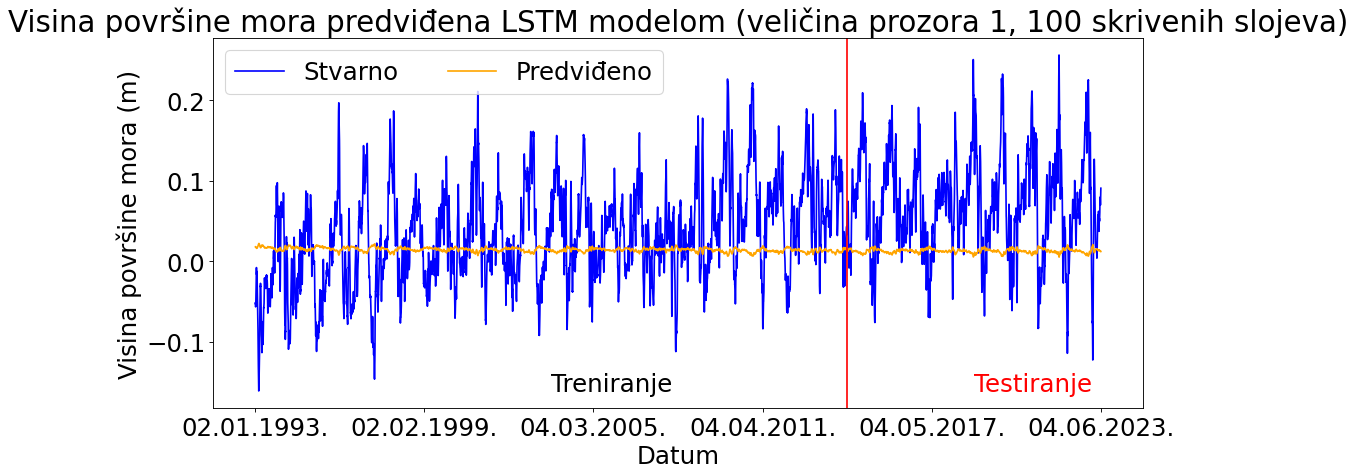 Visina površine mora predviđena LSTM modelom (veličina prozora 1, 100 skrivenih slojeva)
Stvarno
Predviđeno
Visina površine mora (m)
0.2
0.1
0.0
−0.1
Treniranje
Testiranje
02.01.1993.
02.02.1999.
04.03.2005.
04.04.2011.
04.05.2017.
04.06.2023.
Datum